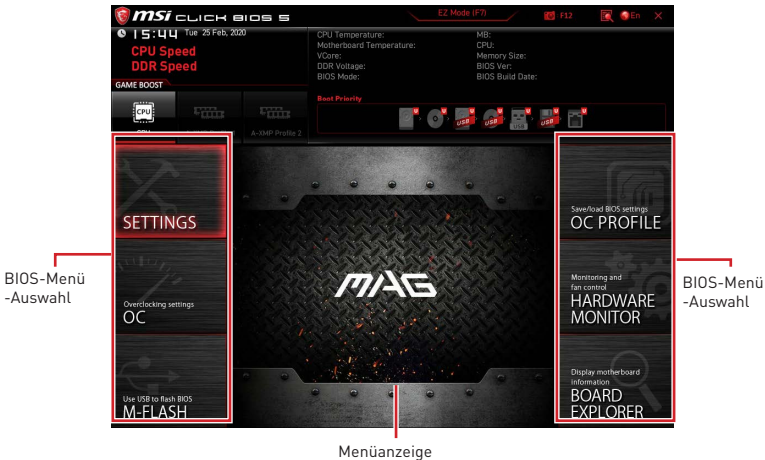 msi CLICK BIOS 5
EZ Mode (F7)
F12
En
15:44 Tue 25 Feb, 2020
CPU Speed
DDR Speed
CPU Temperature:
Motherboard Temperature:
VCore:
DDR Voltage:
BIOS Mode:
MB:
CPU:
Memory Size:
BIOS Ver:
BIOS Build Date:
GAME BOOST
Boot Priority
CPU
U U U U U U U
USB USB USB USB
CPU
A-XMP Profile 2
SETTINGS
Overclocking settings
OC
Use USB to flash BIOS
M-FLASH
MAG
Save/load BIOS settings
OC PROFILE
Monitoring and
fan control
HARDWARE
MONITOR
Display motherboard
information
BOARD
EXPLORER
BIOS-Menü
-Auswahl
BIOS-Menü
-Auswahl
Menüanzeige